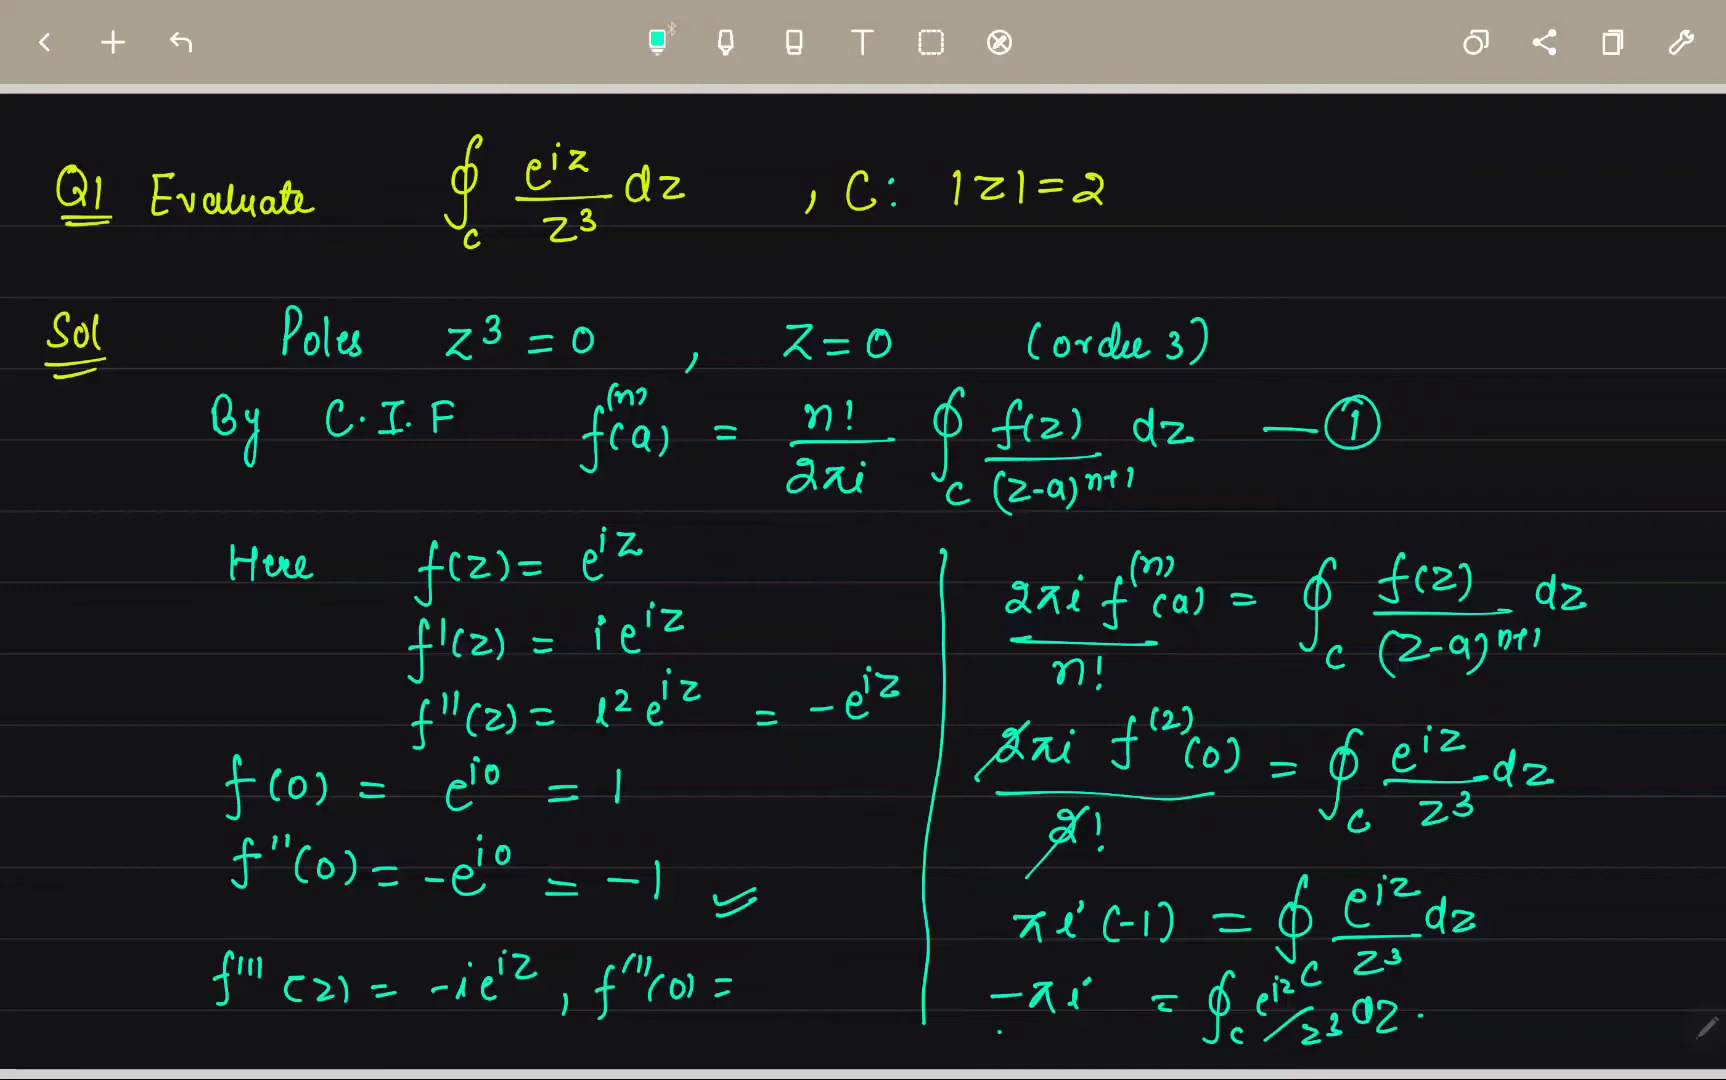 Q1 Evaluate ∮_C e^{iz}/z^3 dz , C: |z|=2
Sol Poles z^3 = 0 , z=0 (order 3)
By C.I.F f^{(n)}(a) = n!/2πi ∮_C f(z)/(z-a)^{n+1} dz — ①
Here f(z)= e^{iz}
f'(z) = ie^{iz}
f''(z) = i^2 e^{iz} = -e^{iz}
f(0) = e^{i0} = 1
f''(0) = -e^{i0} = -1
f'''(z) = -ie^{iz}, f'''(0) =
2πi f^{(n)}(a)/n! = ∮_C f(z)/(z-a)^{n+1} dz
2πi f^{(2)}(0)/2! = ∮_C e^{iz}/z^3 dz
πi(-1) = ∮_C e^{iz}/z^3 dz
-πi = ∮_C e^{iz}/z^3 dz.